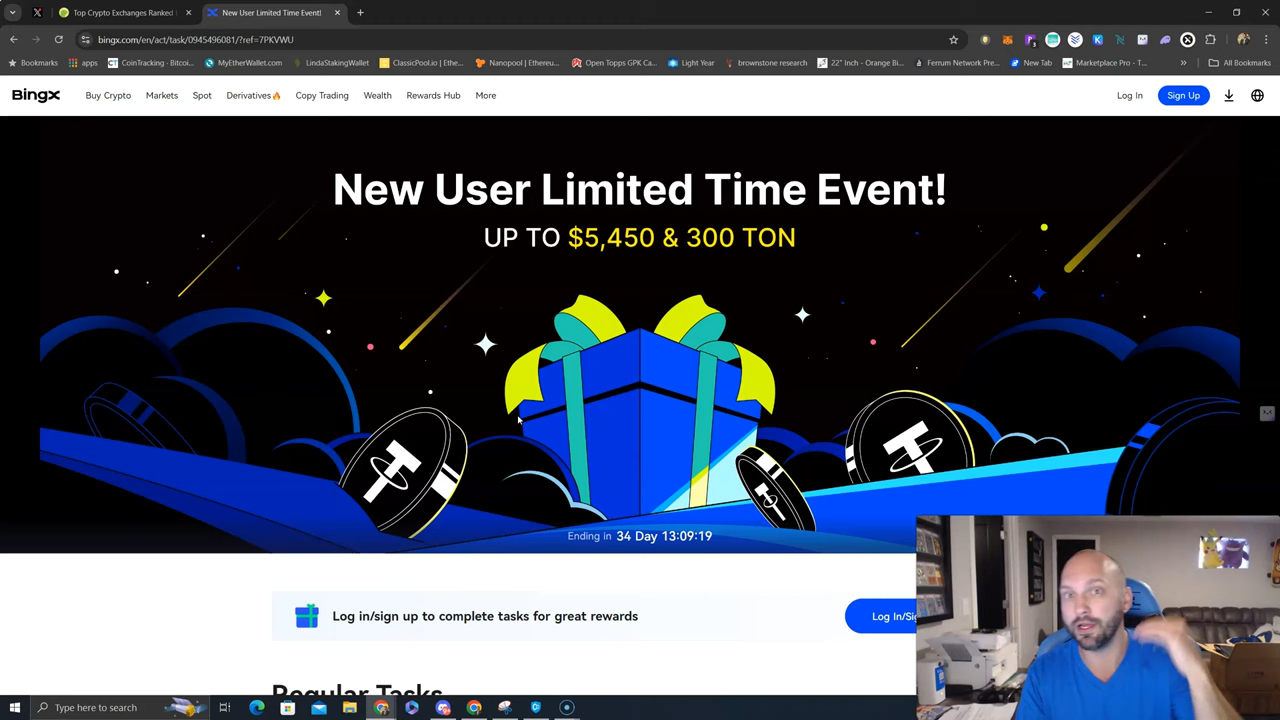 Top Crypto Exchanges Ranked
New User Limited Time Event!
bingx.com/en/act/task/0945496081/?ref=7PKVWU
Bookmarks
apps
CoinTracking · Bitcoi...
MyEtherWallet.com
LindaStakingWallet
ClassicPool.io | Ethe...
Nanopool | Ethereu...
Open Topps GPK Ca...
Light Year
brownstone research
22" Inch - Orange Bi...
Ferrum Network Pre...
New Tab
Marketplace Pro - T...
All Bookmarks
BingX
Buy Crypto
Markets
Spot
Derivatives🔥
Copy Trading
Wealth
Rewards Hub
More
Log In
Sign Up
New User Limited Time Event!
UP TO $5,450 & 300 TON
Ending in 34 Day 13:09:19
Log in/sign up to complete tasks for great rewards
Log In/Sig
Regular Tasks
Type here to search